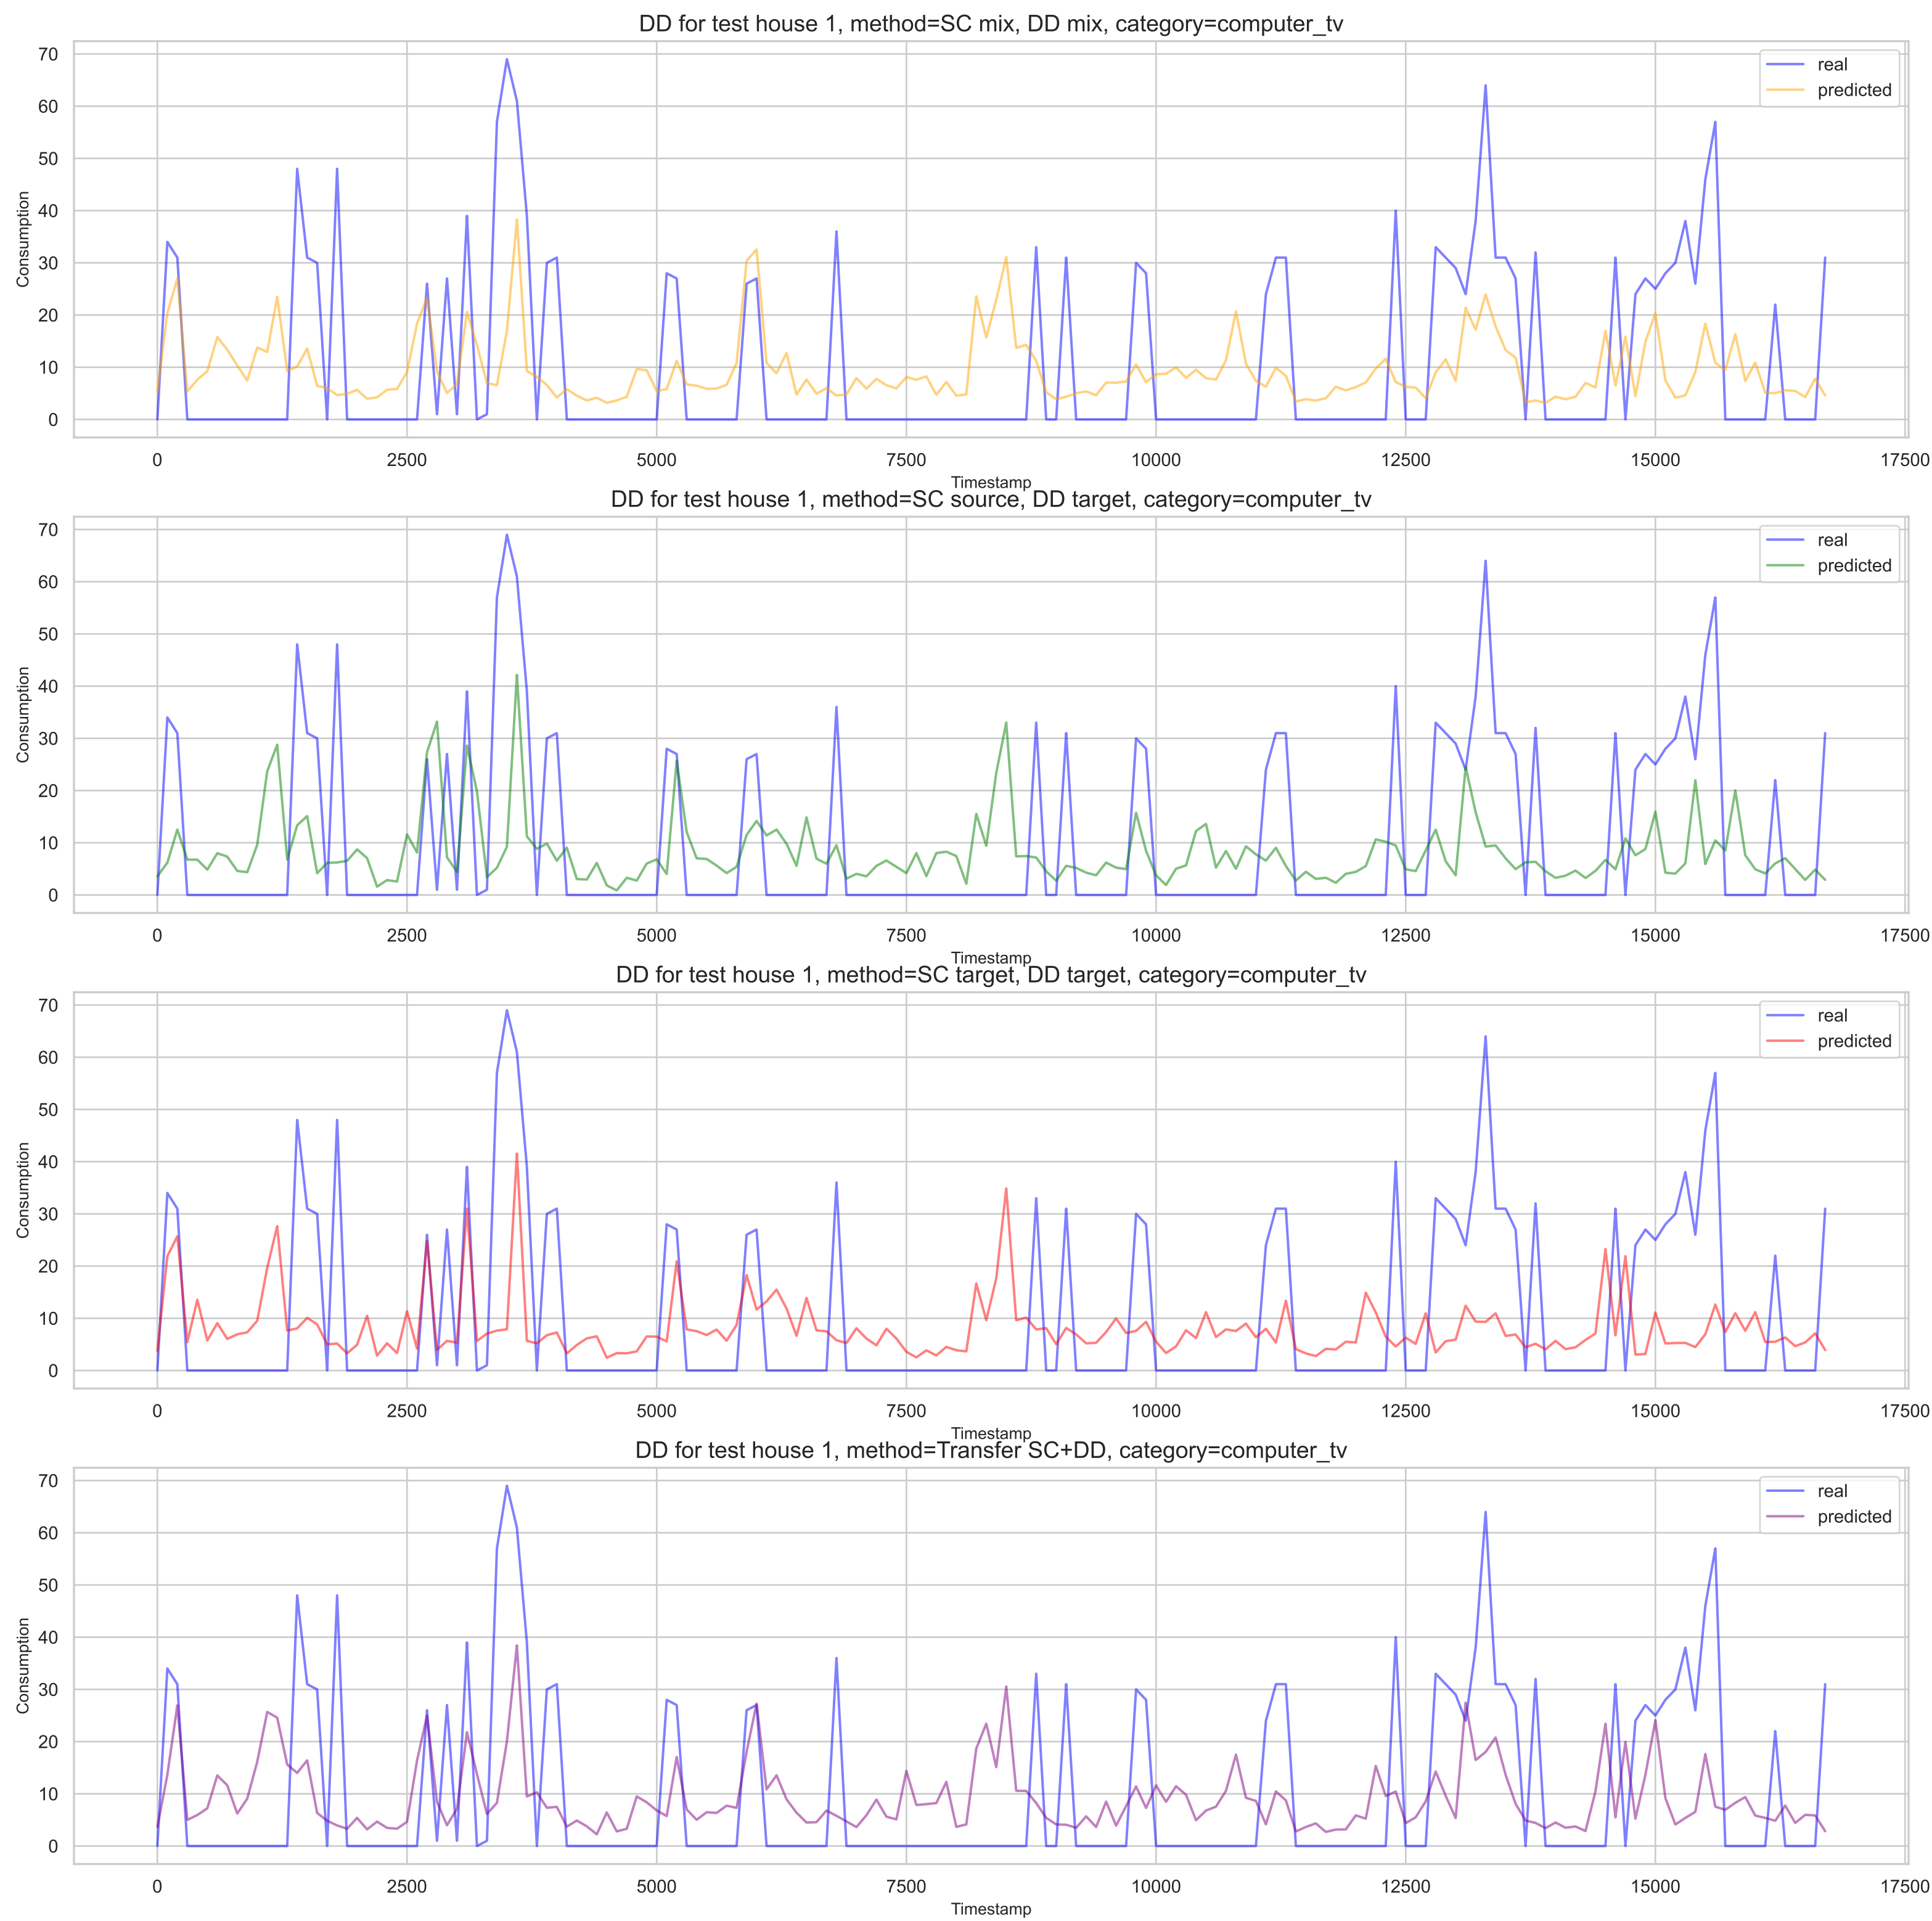 DD for test house 1, method=SC mix, DD mix, category=computer_tv
70
60
50
40
30
20
10
0
Consumption
real
predicted
0 2500 5000 7500 10000 12500 15000 17500
Timestamp
DD for test house 1, method=SC source, DD target, category=computer_tv
70
60
50
40
30
20
10
0
Consumption
real
predicted
0 2500 5000 7500 10000 12500 15000 17500
Timestamp
DD for test house 1, method=SC target, DD target, category=computer_tv
70
60
50
40
30
20
10
0
Consumption
real
predicted
0 2500 5000 7500 10000 12500 15000 17500
Timestamp
DD for test house 1, method=Transfer SC+DD, category=computer_tv
70
60
50
40
30
20
10
0
Consumption
real
predicted
0 2500 5000 7500 10000 12500 15000 17500
Timestamp